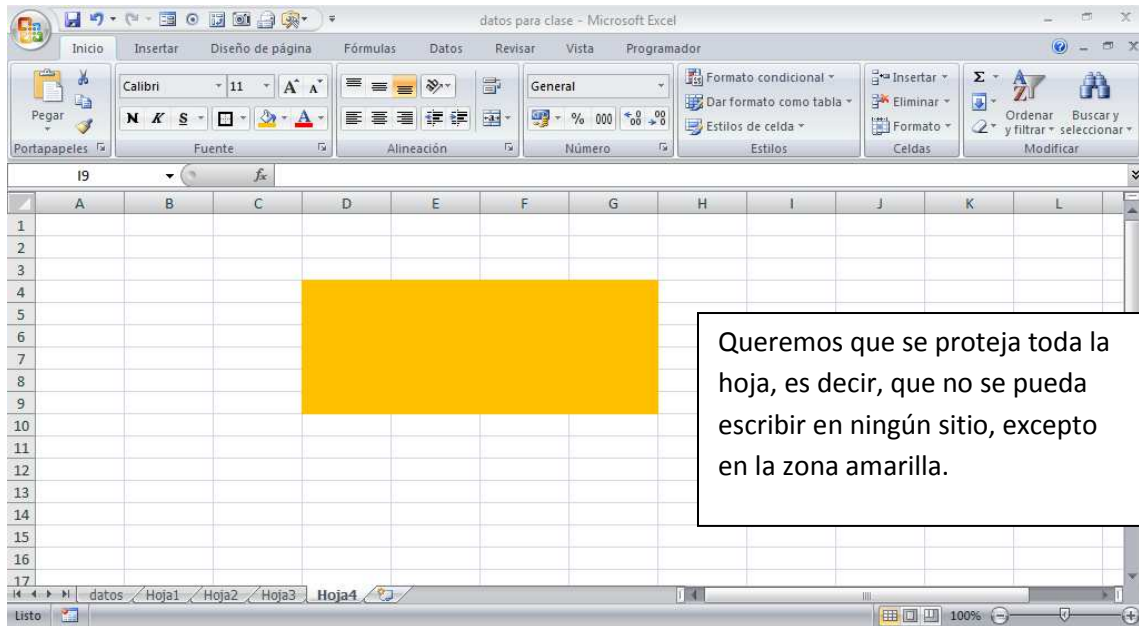 datos para clase - Microsoft Excel
Inicio Insertar Diseño de página Fórmulas Datos Revisar Vista Programador
Pegar
Calibri 11 A A
General
N K S A
% 000
Formato condicional
Dar formato como tabla
Estilos de celda
Insertar
Eliminar
Formato
Σ
Ordenar y filtrar
Buscar y seleccionar
Portapapeles Fuente Alineación Número Estilos Celdas Modificar
I9 fx
A B C D E F G H I J K L
1
2
3
4
5
6
7
8
9
10
11
12
13
14
15
16
17
Queremos que se proteja toda la
hoja, es decir, que no se pueda
escribir en ningún sitio, excepto
en la zona amarilla.
datos Hoja1 Hoja2 Hoja3 Hoja4
Listo 100%